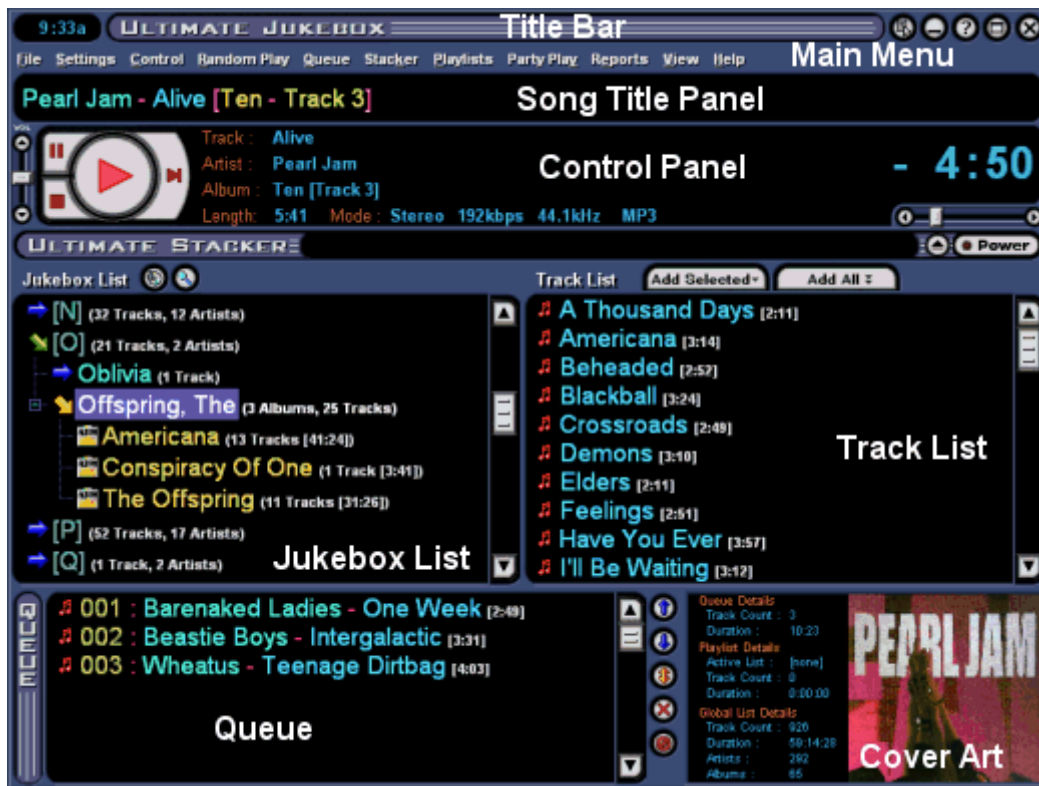 9:33a ULTIMATE JUKEBOX Title Bar
File Settings Control Random Play Queue Stacker Playlists Party Play Reports View Help Main Menu
Pearl Jam - Alive [Ten - Track 3] Song Title Panel
VOL
Track : Alive
Artist : Pearl Jam
Album : Ten [Track 3]
Length: 5:41 Mode : Stereo 192kbps 44.1kHz MP3
Control Panel
- 4:50
ULTIMATE STACKER Power
Jukebox List
[N] (32 Tracks, 12 Artists)
[O] (21 Tracks, 2 Artists)
Oblivia (1 Track)
Offspring, The (3 Albums, 25 Tracks)
Americana (13 Tracks [41:24])
Conspiracy Of One (1 Track [3:41])
The Offspring (11 Tracks [31:26])
[P] (52 Tracks, 17 Artists)
[Q] (1 Track, 2 Artists)
Jukebox List
Track List Add Selected Add All
A Thousand Days [2:11]
Americana [3:14]
Beheaded [2:52]
Blackball [3:24]
Crossroads [2:49]
Demons [3:10]
Elders [2:11]
Feelings [2:51]
Have You Ever [3:57]
I'll Be Waiting [3:12]
Track List
QUEUE
001 : Barenaked Ladies - One Week [2:49]
002 : Beastie Boys - Intergalactic [3:31]
003 : Wheatus - Teenage Dirtbag [4:03]
Queue
Queue Details
Track Count : 3
Duration : 10:23
Playlist Details
Active List : [none]
Track Count : 0
Duration : 0:00:00
Global List Details
Track Count : 926
Duration : 59:14:28
Artists : 292
Albums : 65
PEARL JAM
Cover Art